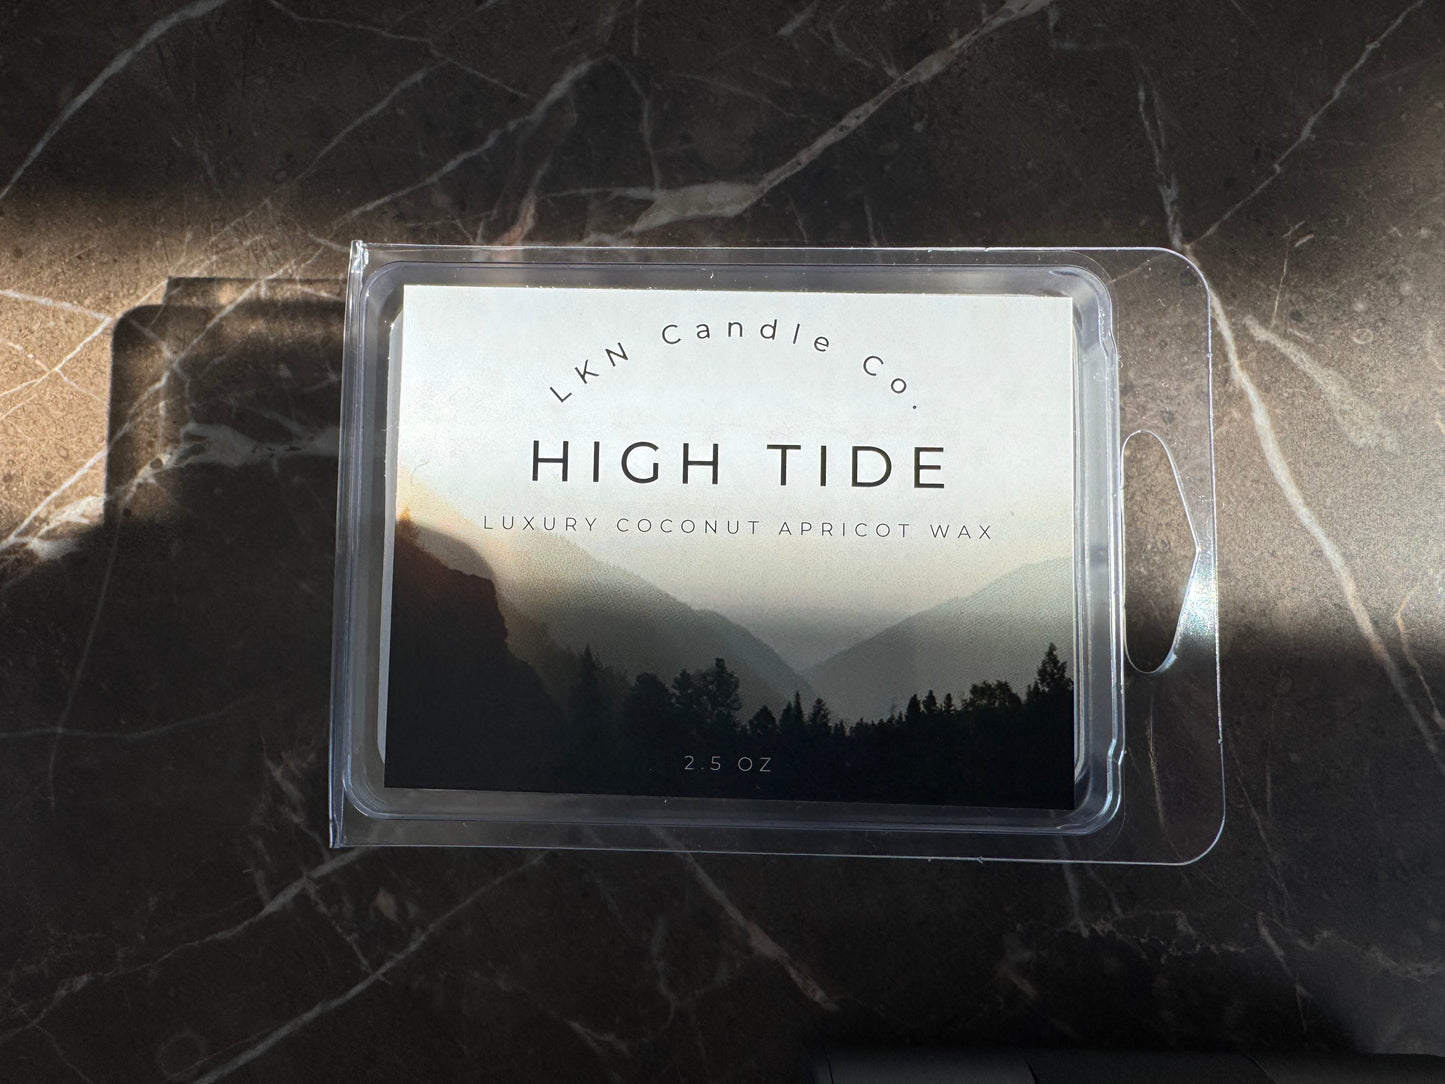 LKN Candle Co.
HIGH TIDE
LUXURY COCONUT APRICOT WAX
2.5 OZ